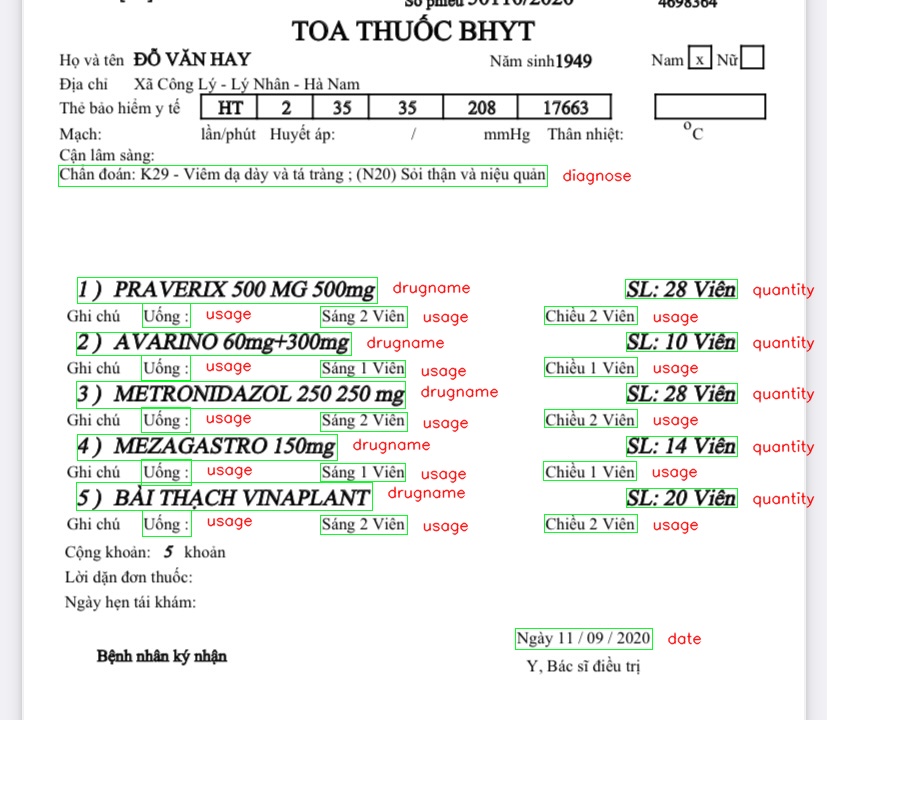 Số phiếu 50110/2020 4698364
TOA THUỐC BHYT
Họ và tên ĐỖ VĂN HAY Năm sinh1949 Nam x Nữ
Địa chỉ Xã Công Lý - Lý Nhân - Hà Nam
Thẻ bảo hiểm y tế HT 2 35 35 208 17663
Mạch: lần/phút Huyết áp: / mmHg Thân nhiệt: °C
Cận lâm sàng:
Chẩn đoán: K29 - Viêm dạ dày và tá tràng ; (N20) Sỏi thận và niệu quản diagnose
1 ) PRAVERIX 500 MG 500mg drugname SL: 28 Viên quantity
Ghi chú Uống : usage Sáng 2 Viên usage Chiều 2 Viên usage
2 ) AVARINO 60mg+300mg drugname SL: 10 Viên quantity
Ghi chú Uống : usage Sáng 1 Viên usage Chiều 1 Viên usage
3 ) METRONIDAZOL 250 250 mg drugname SL: 28 Viên quantity
Ghi chú Uống : usage Sáng 2 Viên usage Chiều 2 Viên usage
4 ) MEZAGASTRO 150mg drugname SL: 14 Viên quantity
Ghi chú Uống : usage Sáng 1 Viên usage Chiều 1 Viên usage
5 ) BÀI THẠCH VINAPLANT drugname SL: 20 Viên quantity
Ghi chú Uống : usage Sáng 2 Viên usage Chiều 2 Viên usage
Cộng khoản: 5 khoản
Lời dặn đơn thuốc:
Ngày hẹn tái khám:
Ngày 11 / 09 / 2020 date
Bệnh nhân ký nhận
Y, Bác sĩ điều trị